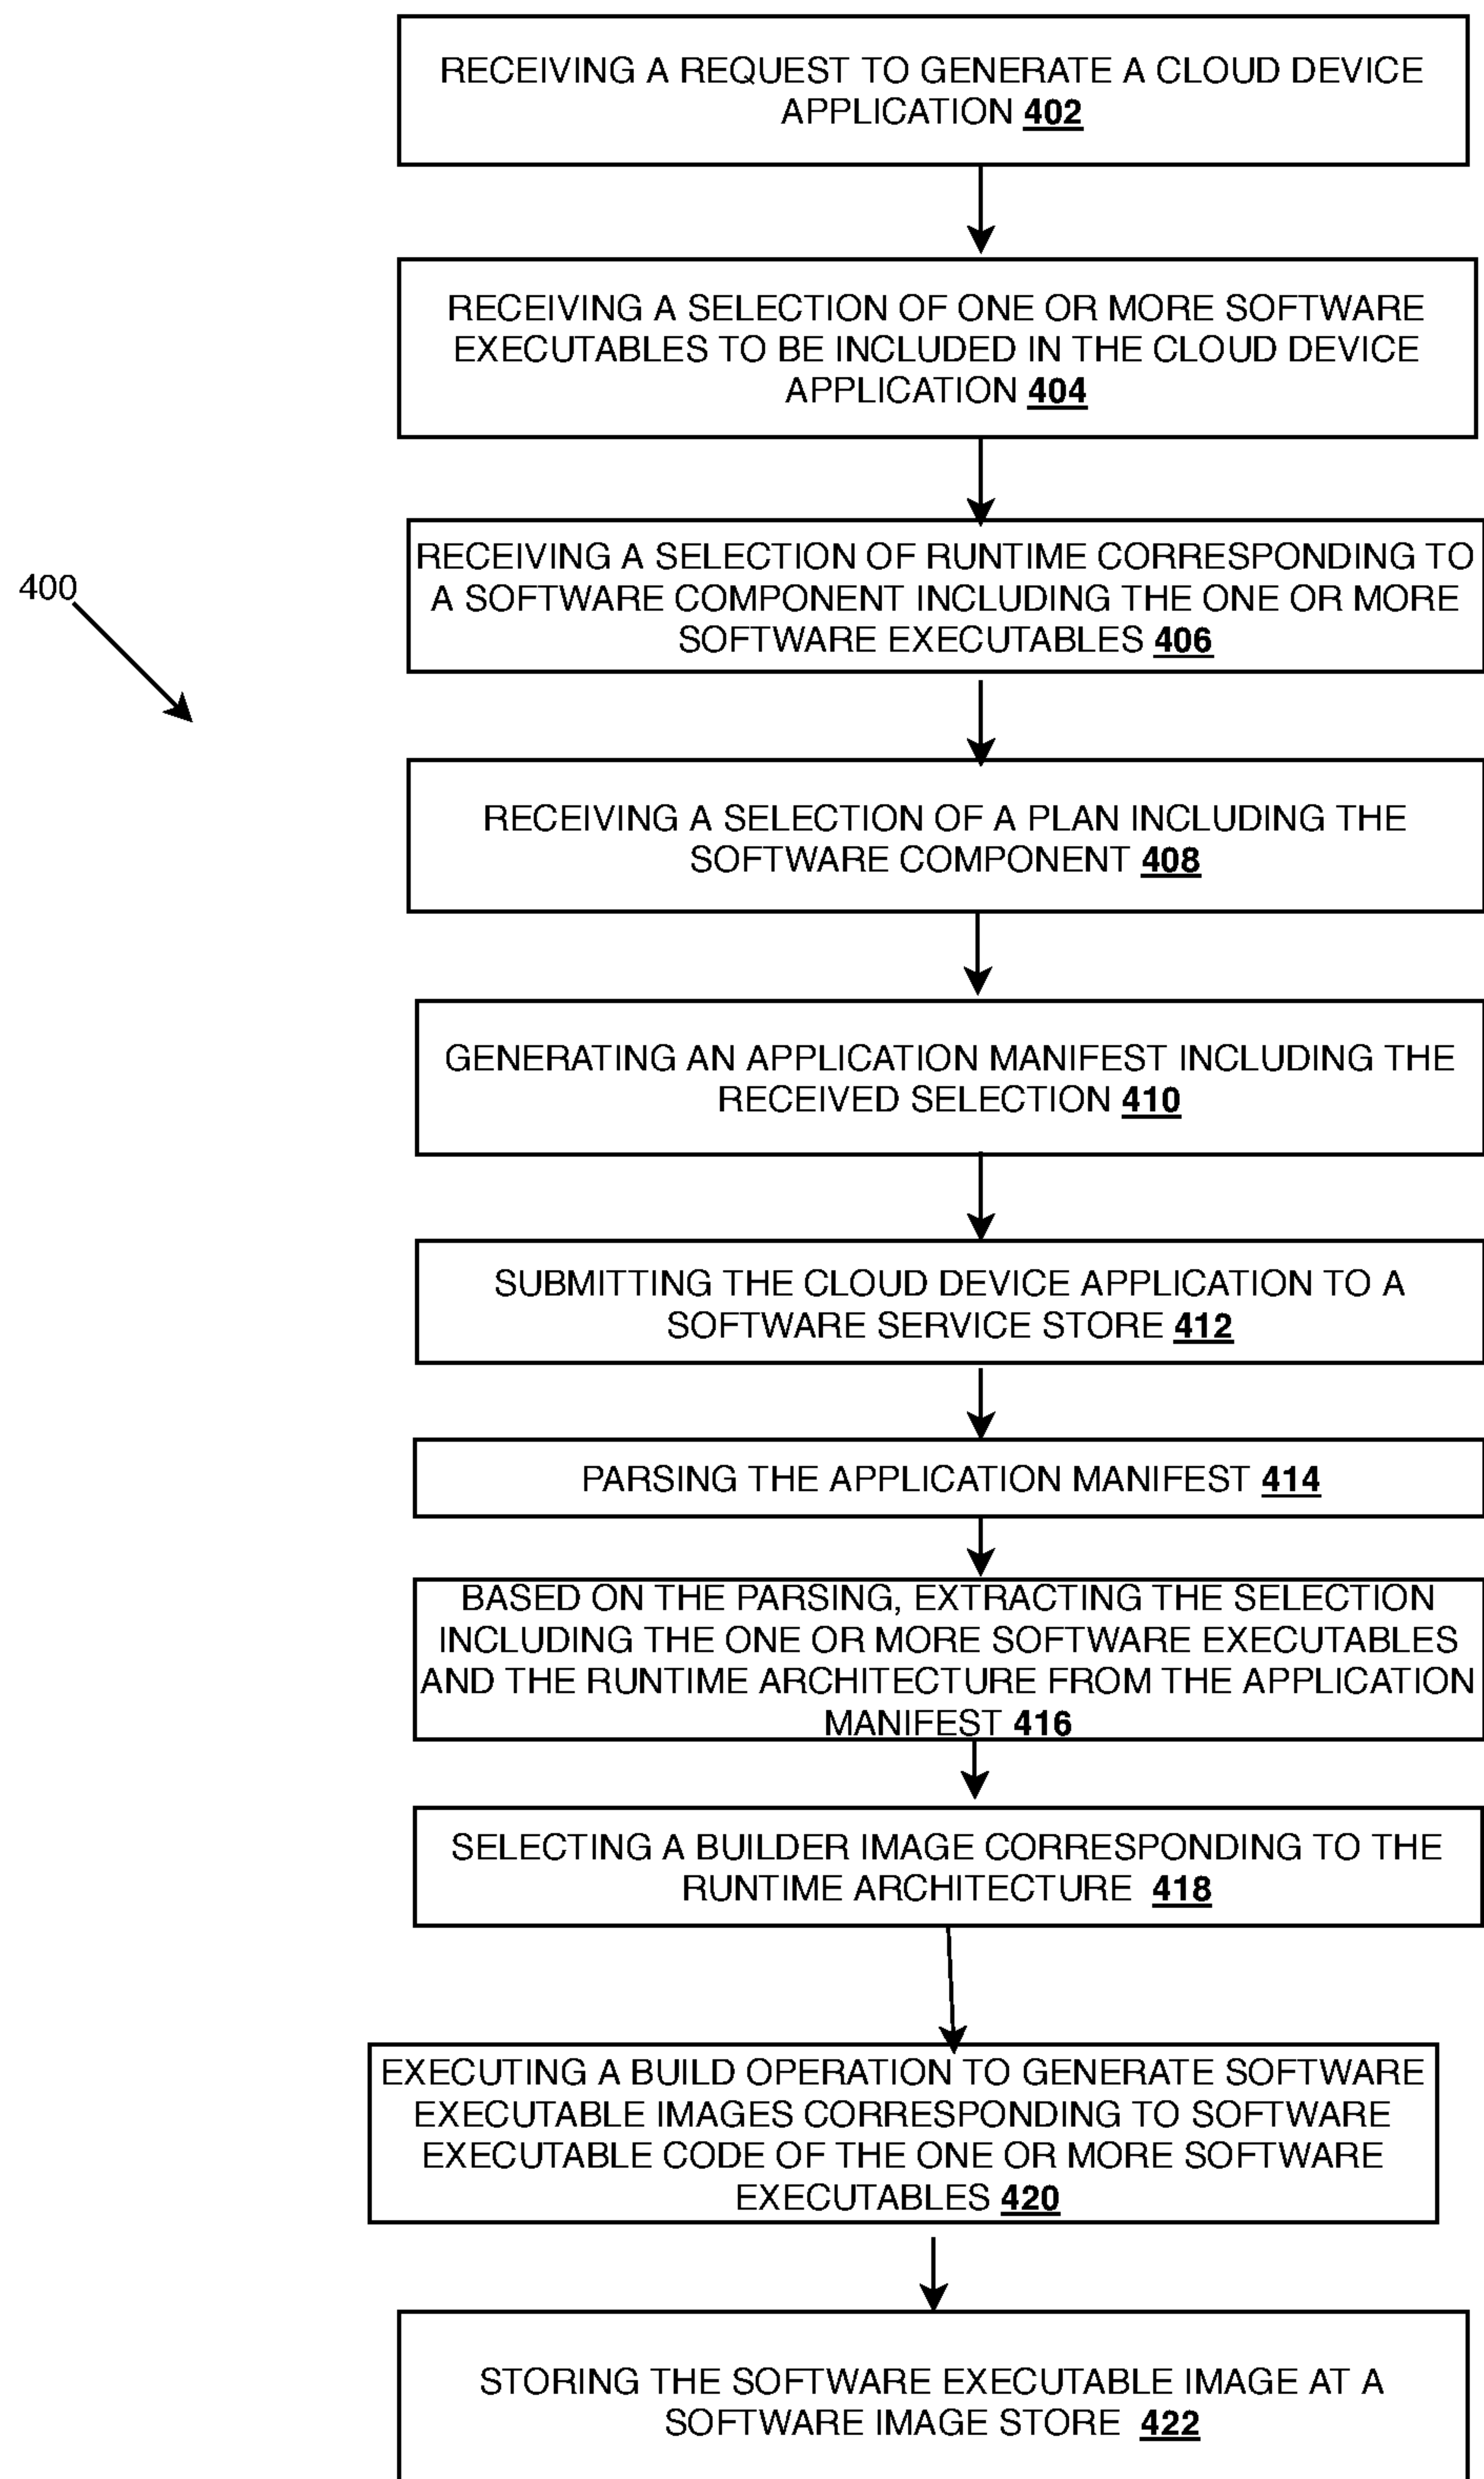 RECEIVING A REQUEST TO GENERATE A CLOUD DEVICE
APPLICATION 402
RECEIVING A SELECTION OF ONE OR MORE SOFTWARE
EXECUTABLES TO BE INCLUDED IN THE CLOUD DEVICE
APPLICATION 404
RECEIVING A SELECTION OF RUNTIME CORRESPONDING TO
A SOFTWARE COMPONENT INCLUDING THE ONE OR MORE
SOFTWARE EXECUTABLES 406
400
RECEIVING A SELECTION OF A PLAN INCLUDING THE
SOFTWARE COMPONENT 408
GENERATING AN APPLICATION MANIFEST INCLUDING THE
RECEIVED SELECTION 410
SUBMITTING THE CLOUD DEVICE APPLICATION TO A
SOFTWARE SERVICE STORE 412
PARSING THE APPLICATION MANIFEST 414
BASED ON THE PARSING, EXTRACTING THE SELECTION
INCLUDING THE ONE OR MORE SOFTWARE EXECUTABLES
AND THE RUNTIME ARCHITECTURE FROM THE APPLICATION
MANIFEST 416
SELECTING A BUILDER IMAGE CORRESPONDING TO THE
RUNTIME ARCHITECTURE 418
EXECUTING A BUILD OPERATION TO GENERATE SOFTWARE
EXECUTABLE IMAGES CORRESPONDING TO SOFTWARE
EXECUTABLE CODE OF THE ONE OR MORE SOFTWARE
EXECUTABLES 420
STORING THE SOFTWARE EXECUTABLE IMAGE AT A
SOFTWARE IMAGE STORE 422